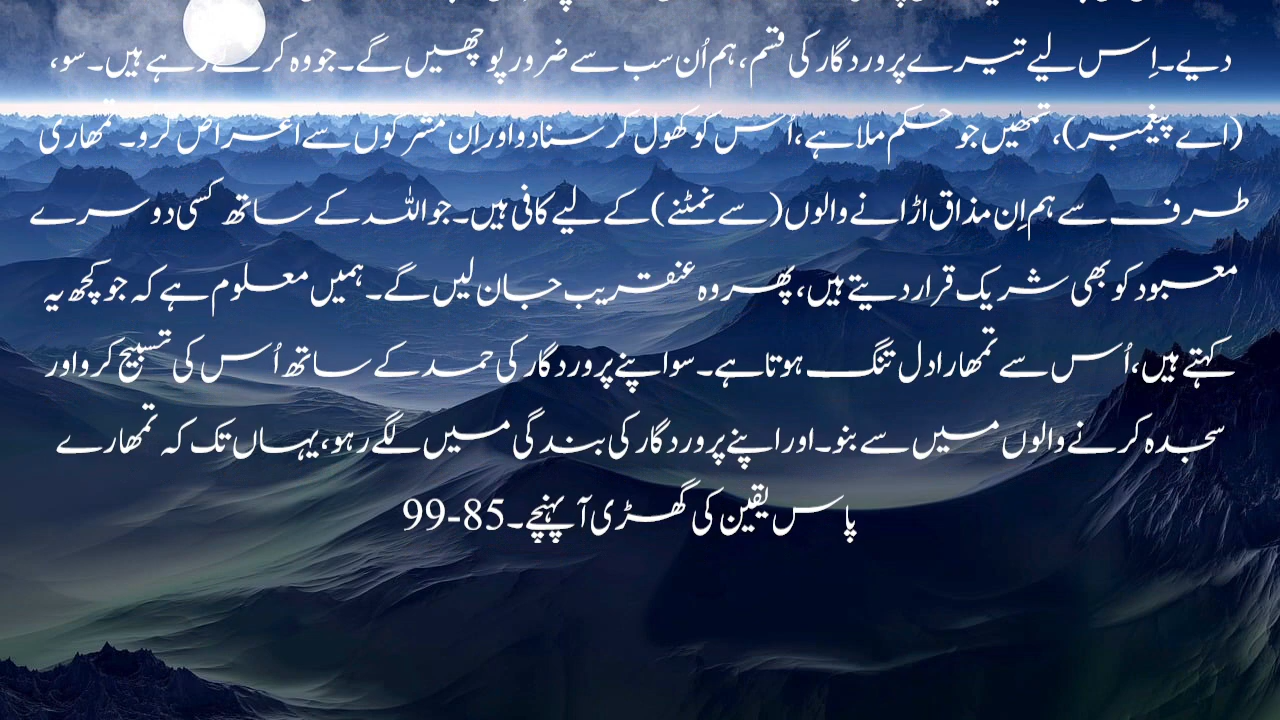 دیے۔ اِس لیے تیرے پروردگار کی قسم، ہم اُن سب سے ضرور پوچھیں گے۔ جو وہ کرتے رہے ہیں۔ سو،
(اے پیغمبر)، تمھیں جو حکم ملا ہے، اُس کو کھول کر سنا دو اور اِن مشرکوں سے اعراض کرو۔ تمھاری
طرف سے ہم اِن مذاق اڑانے والوں (سے نمٹنے) کے لیے کافی ہیں۔ جو اللہ کے ساتھ کسی دوسرے
معبود کو بھی شریک قرار دیتے ہیں، پھر وہ عنقریب جان لیں گے۔ ہمیں معلوم ہے کہ جو کچھ یہ
کہتے ہیں، اُس سے تمھارا دل تنگ ہوتا ہے۔ سو اپنے پروردگار کی حمد کے ساتھ اُس کی تسبیح کرو اور
سجدہ کرنے والوں میں سے بنو۔ اور اپنے پروردگار کی بندگی میں لگے رہو، یہاں تک کہ تمھارے
پاس یقین کی گھڑی آ پہنچے۔ 85-99